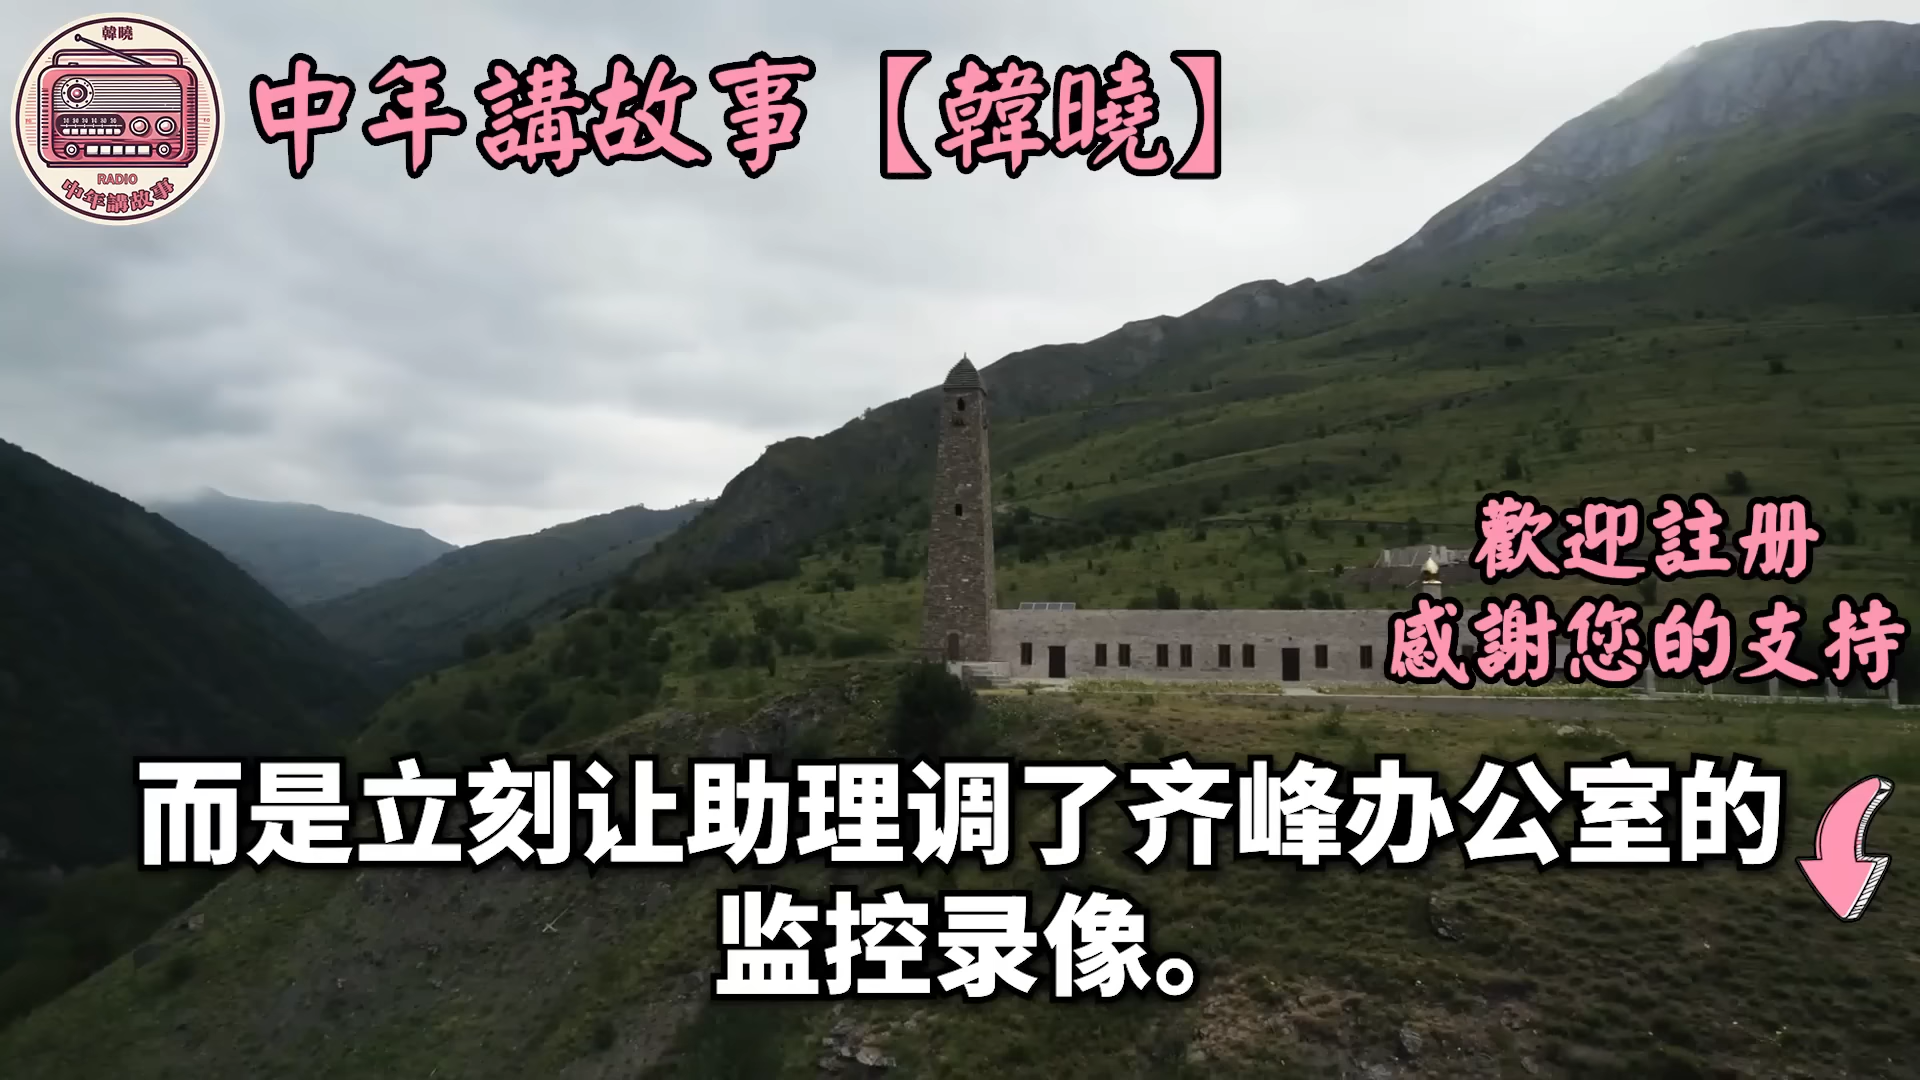 韓曉
RADIO
中年講故事
中年講故事【韓曉】
歡迎註册
感謝您的支持
而是立刻让助理调了齐峰办公室的
监控录像。